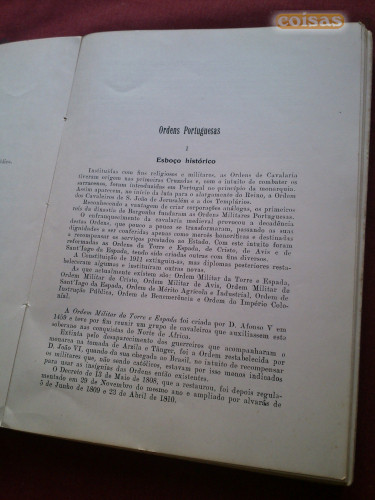 coisas
Ordens Portuguesas
I
Esboço histórico
Instituídas com fins religiosos e militares, as Ordens de Cavalaria
tiveram origem nas primeiras Cruzadas e, com o intuito de combater os
sarracenos, foram introduzidas em Portugal no princípio da monarquia.
Assim aparecem, no início da luta para o alargamento do Reino, a Ordem
dos Cavaleiros de S. João de Jerusalém e a dos Templários.
Reconhecendo a vantagem de criar corporações análogas, os primeiros
reis da dinastia de Borgonha fundaram as Ordens Militares Portuguesas.
O enfraquecimento da cavalaria medieval provocou a decadência
destas Ordens, que a pouco e pouco se transformaram, passando as suas
dignidades a ser conferidas apenas como mercês honoríficas e destinadas
a recompensar os serviços prestados ao Estado. Com este intuito foram
reformadas as Ordens da Torre e Espada, de Cristo, de Avis e de
Sant'Iago da Espada, tendo sido criadas outras com fins diversos.
A Constituição de 1911 extinguiu-as, mas diplomas posteriores resta-
beleceram algumas e instituíram outras novas.
As que actualmente existem são: Ordem Militar da Torre e Espada,
Ordem Militar de Cristo, Ordem Militar de Avis, Ordem Militar de
Sant'Iago da Espada, Ordem de Mérito Agrícola e Industrial, Ordem de
Instrução Pública, Ordem de Benemerência e Ordem do Império Colo-
nial.
A Ordem Militar da Torre e Espada foi criada por D. Afonso V em
1459 e teve por fim reunir um grupo de cavaleiros que auxiliassem este
soberano nas conquistas do Norte de África.
Extinta pelo desaparecimento dos guerreiros que acompanharam o
monarca na tomada de Arzila e Tânger, foi a Ordem restabelecida por
D. João VI, quando da sua chegada ao Brasil, no intuito de recompensar
os militares que, não sendo católicos, estavam por isso menos indicados
para usar as insígnias das Ordens então existentes.
O Decreto de 13 de Maio de 1808, que a restaurou, foi depois regula-
mentado em 29 de Novembro do mesmo ano e ampliado por alvarás de
5 de Junho de 1809 e 23 de Abril de 1810.